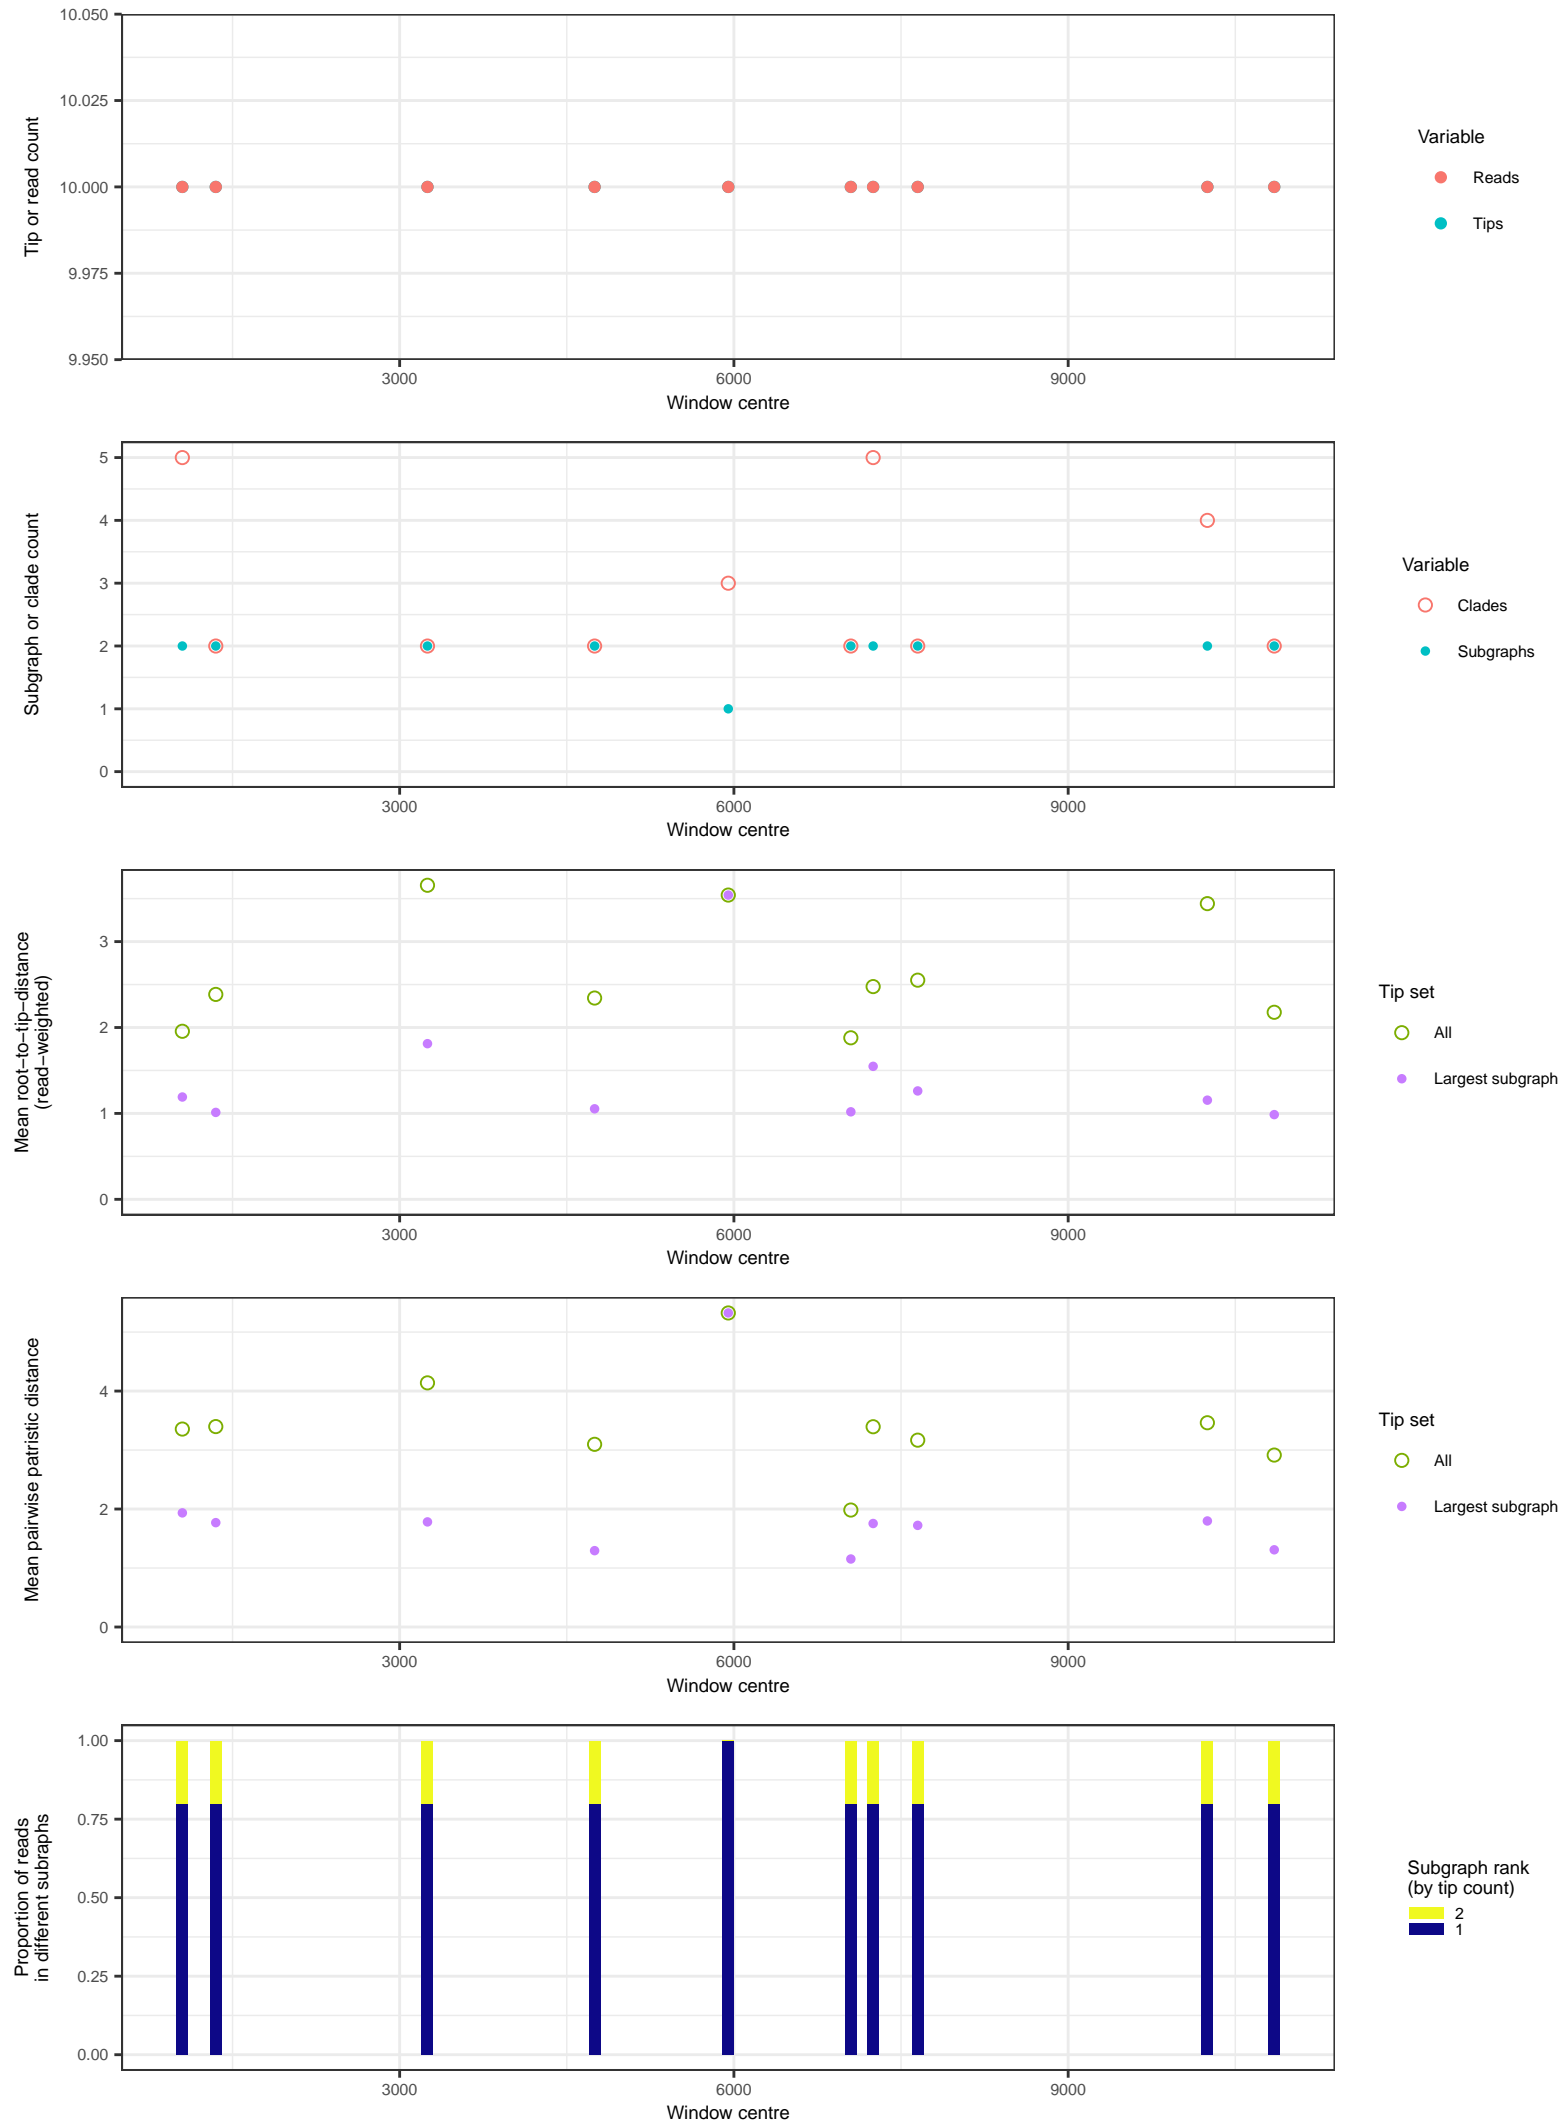 10.050
10.025
10.000
9.975
9.950
Tip or read count
3000
6000
9000
Window centre
Variable
Reads
Tips
5
4
3
2
1
0
Subgraph or clade count
3000
6000
9000
Window centre
Variable
Clades
Subgraphs
3
2
1
0
Mean root−to−tip−distance
(read−weighted)
3000
6000
9000
Window centre
Tip set
All
Largest subgraph
4
2
0
Mean pairwise patristic distance
3000
6000
9000
Window centre
Tip set
All
Largest subgraph
1.00
0.75
0.50
0.25
0.00
Proportion of reads
in different subraphs
3000
6000
9000
Window centre
Subgraph rank
(by tip count)
2
1